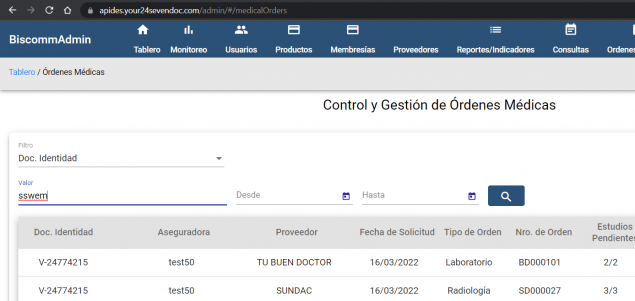 apides.your24sevendoc.com/admin/#/medicalOrders
BiscommAdmin
Tablero Monitoreo Usuarios Productos Membresías Proveedores Reportes/Indicadores Consultas Ordenes
Tablero / Órdenes Médicas
Control y Gestión de Órdenes Médicas
Filtro
Doc. Identidad
Valor
sswem Desde Hasta
Doc. Identidad Aseguradora Proveedor Fecha de Solicitud Tipo de Orden Nro. de Orden Estudios
Pendientes
V-24774215 test50 TU BUEN DOCTOR 16/03/2022 Laboratorio BD000101 2/2
V-24774215 test50 SUNDAC 16/03/2022 Radiología SD000027 3/3